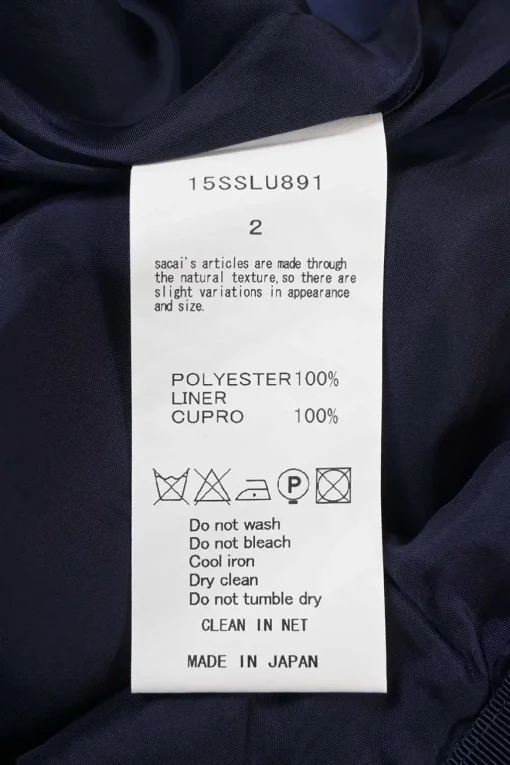 15SSLU891
2
sacai's articles are made through
the natural texture, so there are
slight variations in appearance
and size.
POLYESTER 100%
LINER
CUPRO 100%
P
Do not wash
Do not bleach
Cool iron
Dry clean
Do not tumble dry
CLEAN IN NET
MADE IN JAPAN